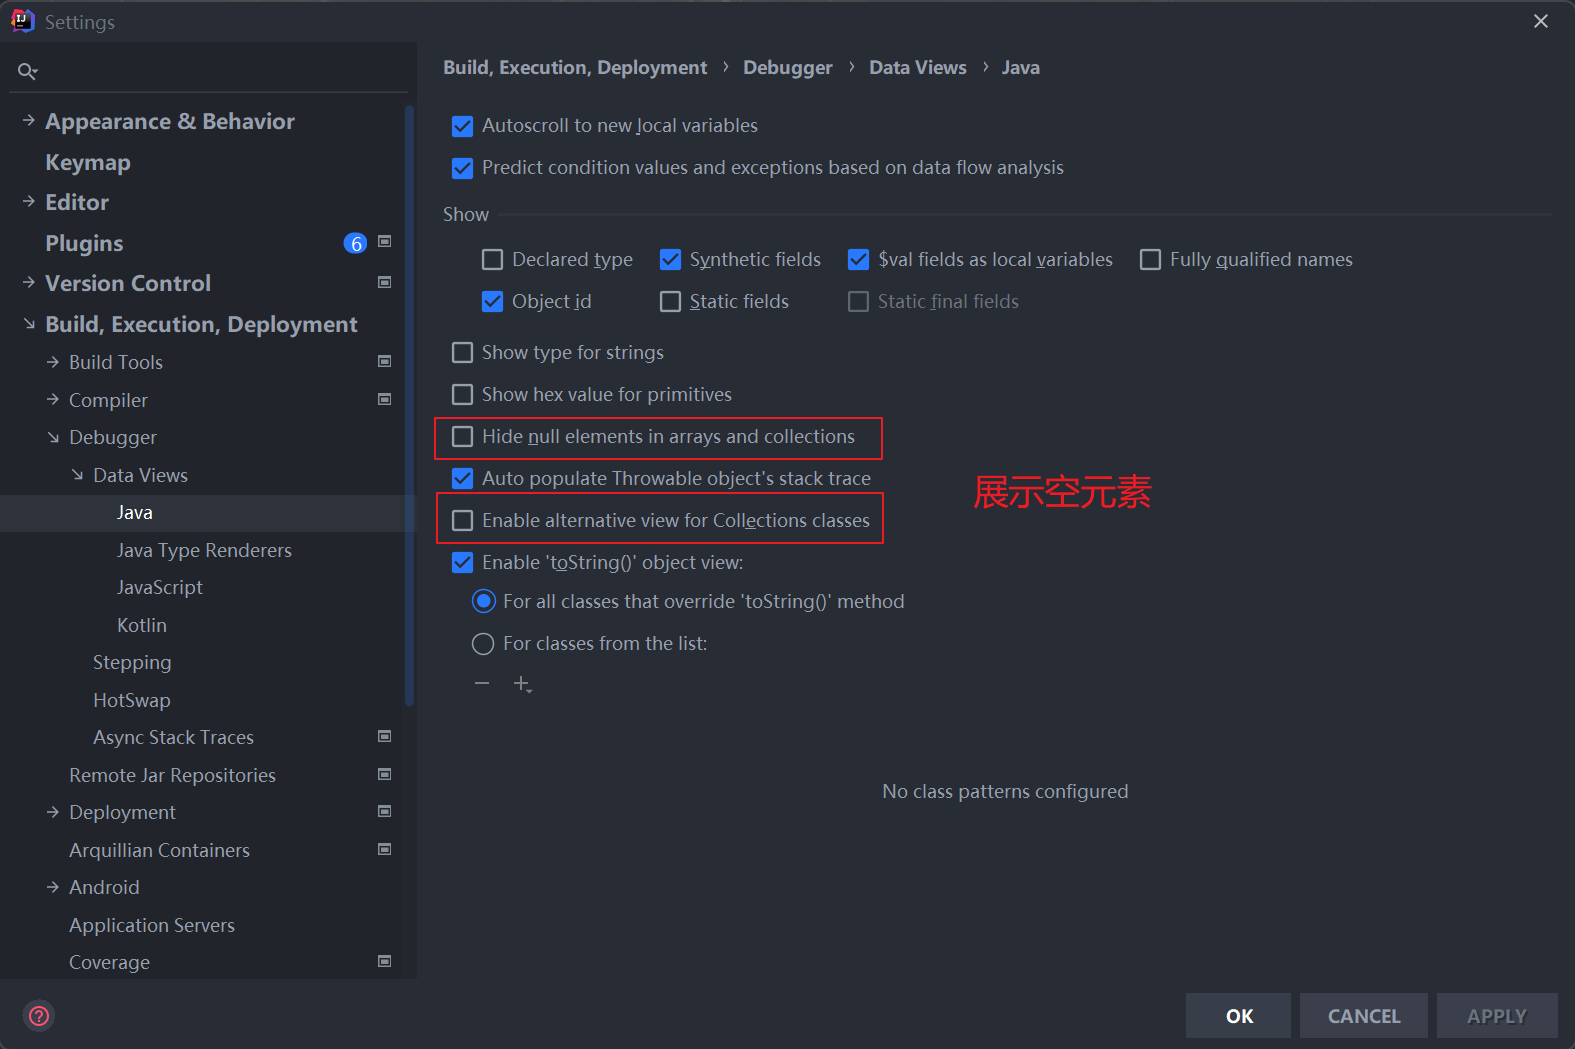 Settings
Appearance & Behavior
Keymap
Editor
Plugins 6
Version Control
Build, Execution, Deployment
Build Tools
Compiler
Debugger
Data Views
Java
Java Type Renderers
JavaScript
Kotlin
Stepping
HotSwap
Async Stack Traces
Remote Jar Repositories
Deployment
Arquillian Containers
Android
Application Servers
Coverage
Build, Execution, Deployment › Debugger › Data Views › Java
Autoscroll to new local variables
Predict condition values and exceptions based on data flow analysis
Show
Declared type Synthetic fields $val fields as local variables Fully qualified names
Object id Static fields Static final fields
Show type for strings
Show hex value for primitives
Hide null elements in arrays and collections
Auto populate Throwable object's stack trace
展示空元素
Enable alternative view for Collections classes
Enable 'toString()' object view:
For all classes that override 'toString()' method
For classes from the list:
No class patterns configured
OK CANCEL APPLY